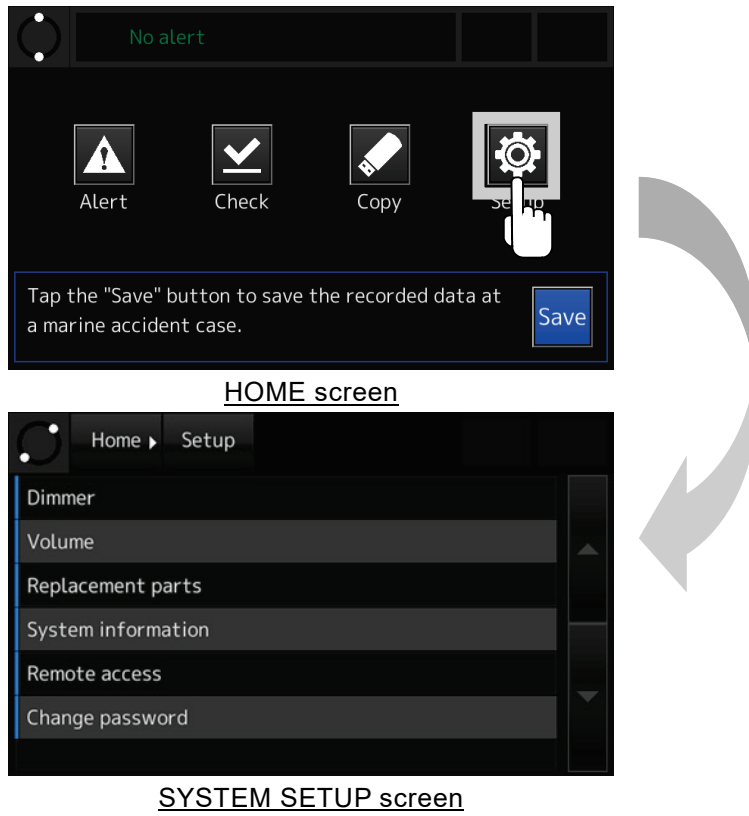 No alert
Alert Check Copy Setup
Tap the "Save" button to save the recorded data at
a marine accident case.
Save
HOME screen
Home Setup
Dimmer
Volume
Replacement parts
System information
Remote access
Change password
SYSTEM SETUP screen